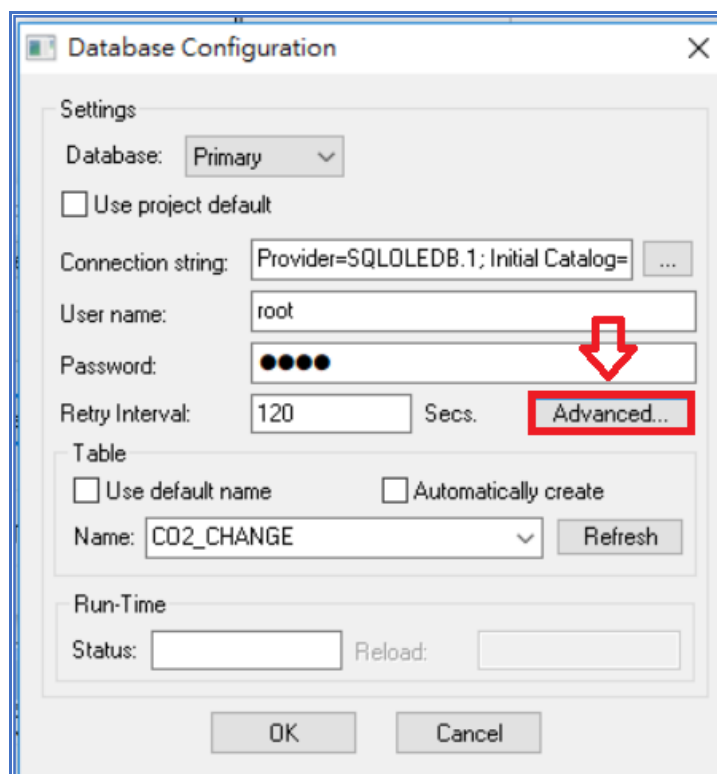 Database Configuration
Settings
Database: Primary
Use project default
Connection string: Provider=SQLOLEDB.1; Initial Catalog= ...
User name: root
Password: ●●●●
Retry Interval: 120 Secs. Advanced...
Table
Use default name Automatically create
Name: CO2_CHANGE Refresh
Run-Time
Status: Reload:
OK Cancel